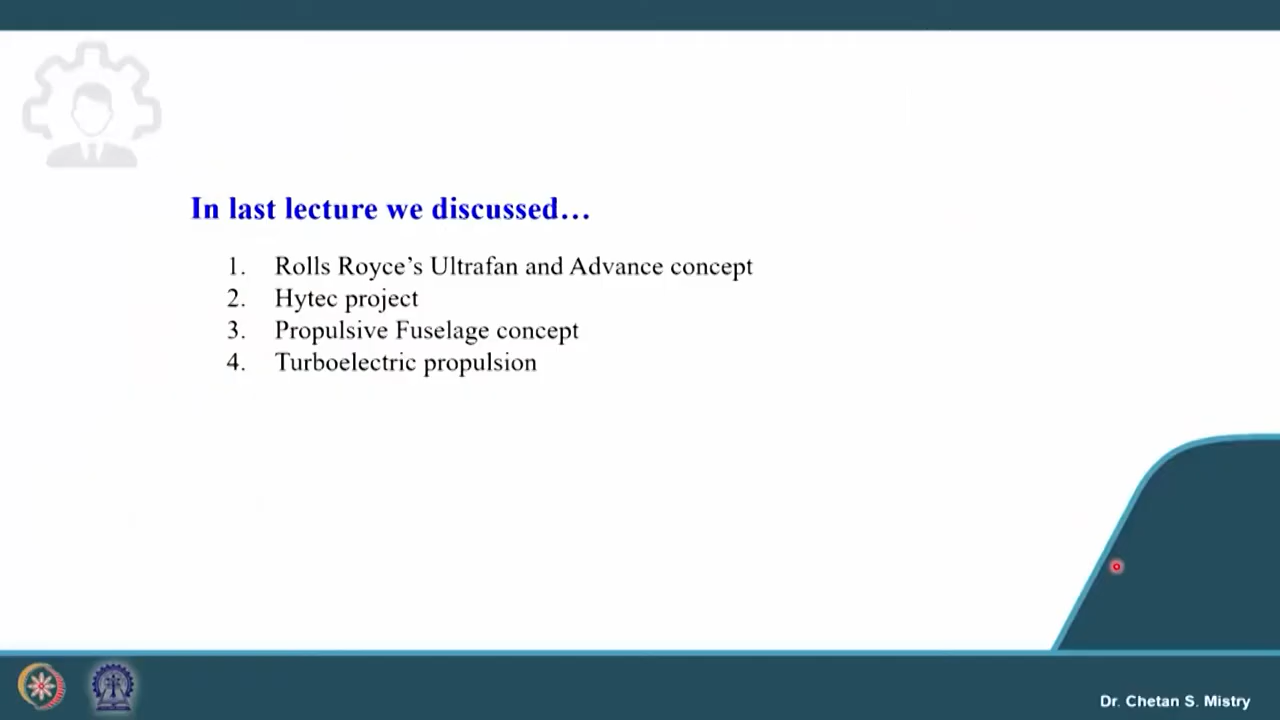 In last lecture we discussed…
1. Rolls Royce’s Ultrafan and Advance concept
2. Hytec project
3. Propulsive Fuselage concept
4. Turboelectric propulsion
Dr. Chetan S. Mistry